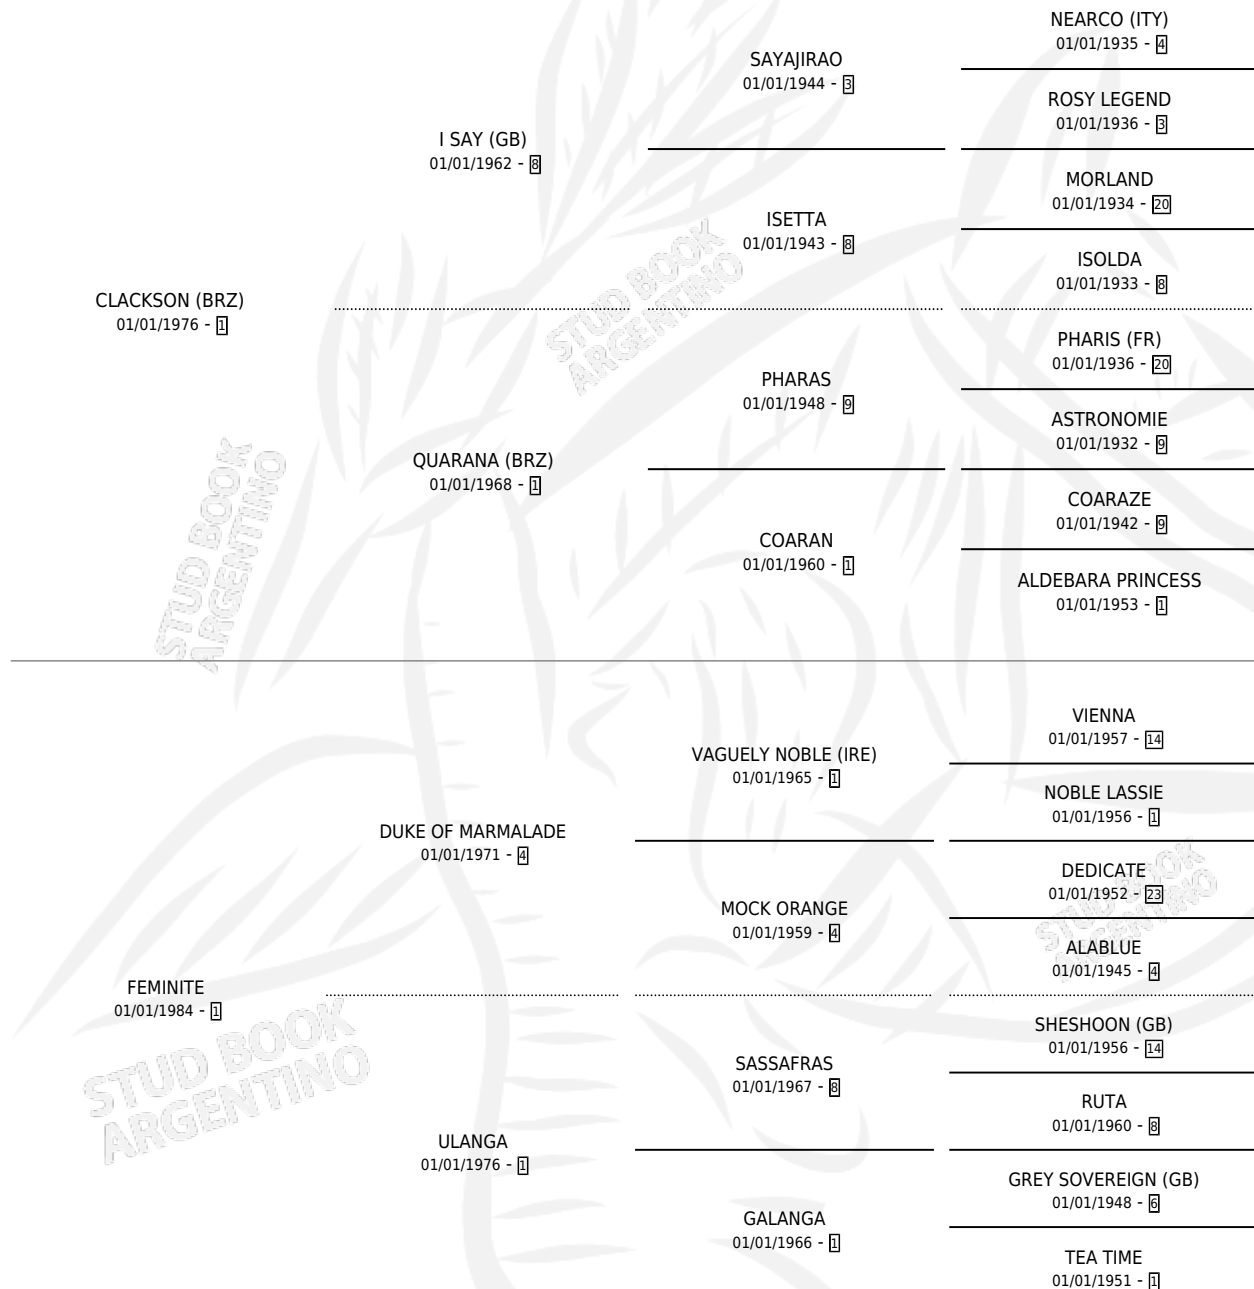 NEARCO (ITY)
01/01/1935 - 4
SAYAJIRAO
01/01/1944 - 3
ROSY LEGEND
01/01/1936 - 3
I SAY (GB)
01/01/1962 - 8
MORLAND
01/01/1934 - 20
ISETTA
01/01/1943 - 8
ISOLDA
01/01/1933 - 8
CLACKSON (BRZ)
01/01/1976 - 1
PHARIS (FR)
01/01/1936 - 20
PHARAS
01/01/1948 - 9
ASTRONOMIE
01/01/1932 - 9
QUARANA (BRZ)
01/01/1968 - 1
COARAZE
01/01/1942 - 9
COARAN
01/01/1960 - 1
ALDEBARA PRINCESS
01/01/1953 - 1
VIENNA
01/01/1957 - 14
VAGUELY NOBLE (IRE)
01/01/1965 - 1
NOBLE LASSIE
01/01/1956 - 1
DUKE OF MARMALADE
01/01/1971 - 4
DEDICATE
01/01/1952 - 23
MOCK ORANGE
01/01/1959 - 4
ALABLUE
01/01/1945 - 4
FEMINITE
01/01/1984 - 1
SHESHOON (GB)
01/01/1956 - 14
SASSAFRAS
01/01/1967 - 8
RUTA
01/01/1960 - 8
ULANGA
01/01/1976 - 1
GREY SOVEREIGN (GB)
01/01/1948 - 6
GALANGA
01/01/1966 - 1
TEA TIME
01/01/1951 - 1
STUD BOOK
ARGENTINO
STUD BOOK
ARGENTINO
STUD BOOK
ARGENTINO
STUD BOOK
ARGENTINO